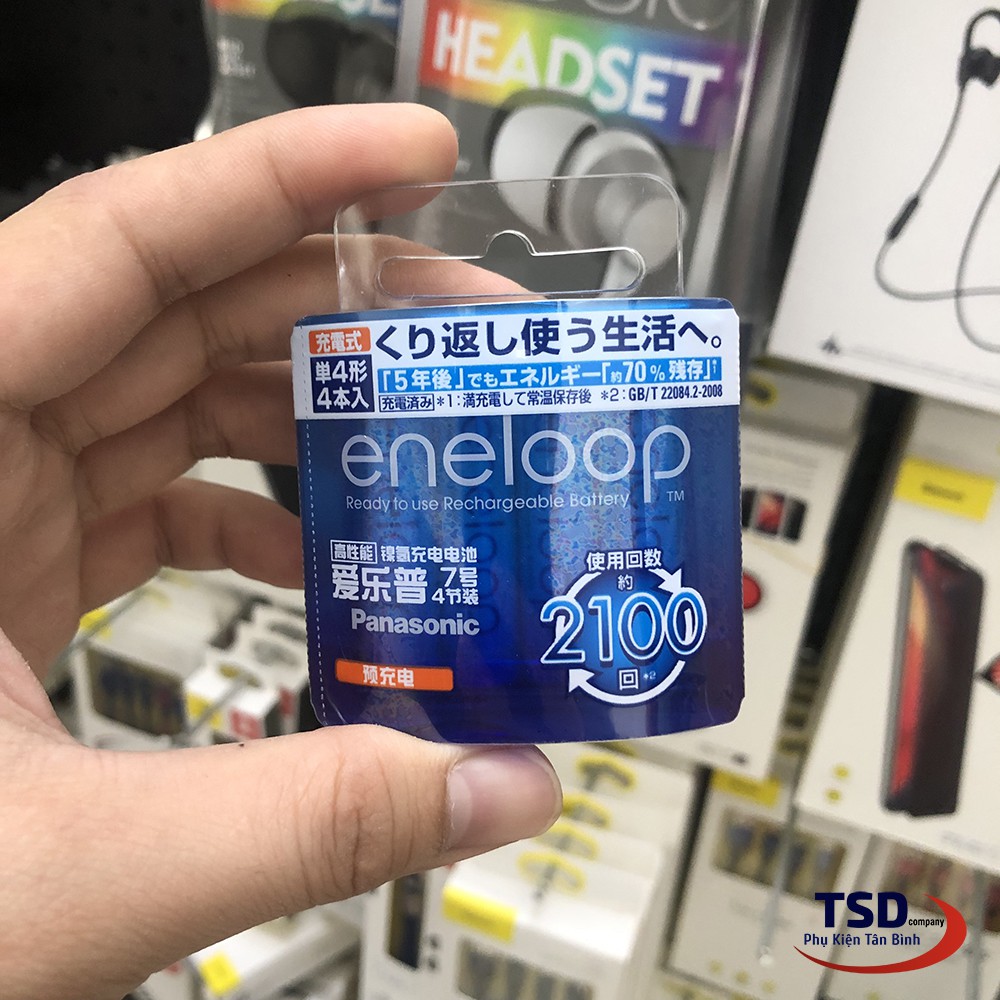 HEADSET
充電式
くり返し使う生活へ。
単4形
4本入
「5年後」でもエネルギー「約70%残存」*1
充電済み *1:満充電して常温保存後 *2:GB/T 22084.2-2008
eneloop
Ready to use Rechargeable Battery TM
高性能 镍氢充电电池
爱乐普 7号
4节装
Panasonic
预充电
使用回数
約
2100
回 *2
TSD company
Phụ Kiện Tân Bình